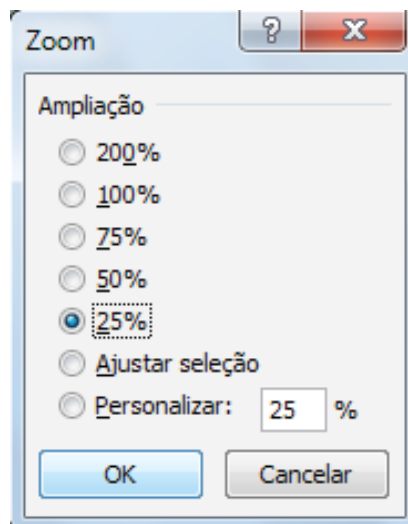 Zoom
Ampliação
200%
100%
75%
50%
25%
Ajustar seleção
Personalizar: 25 %
OK Cancelar